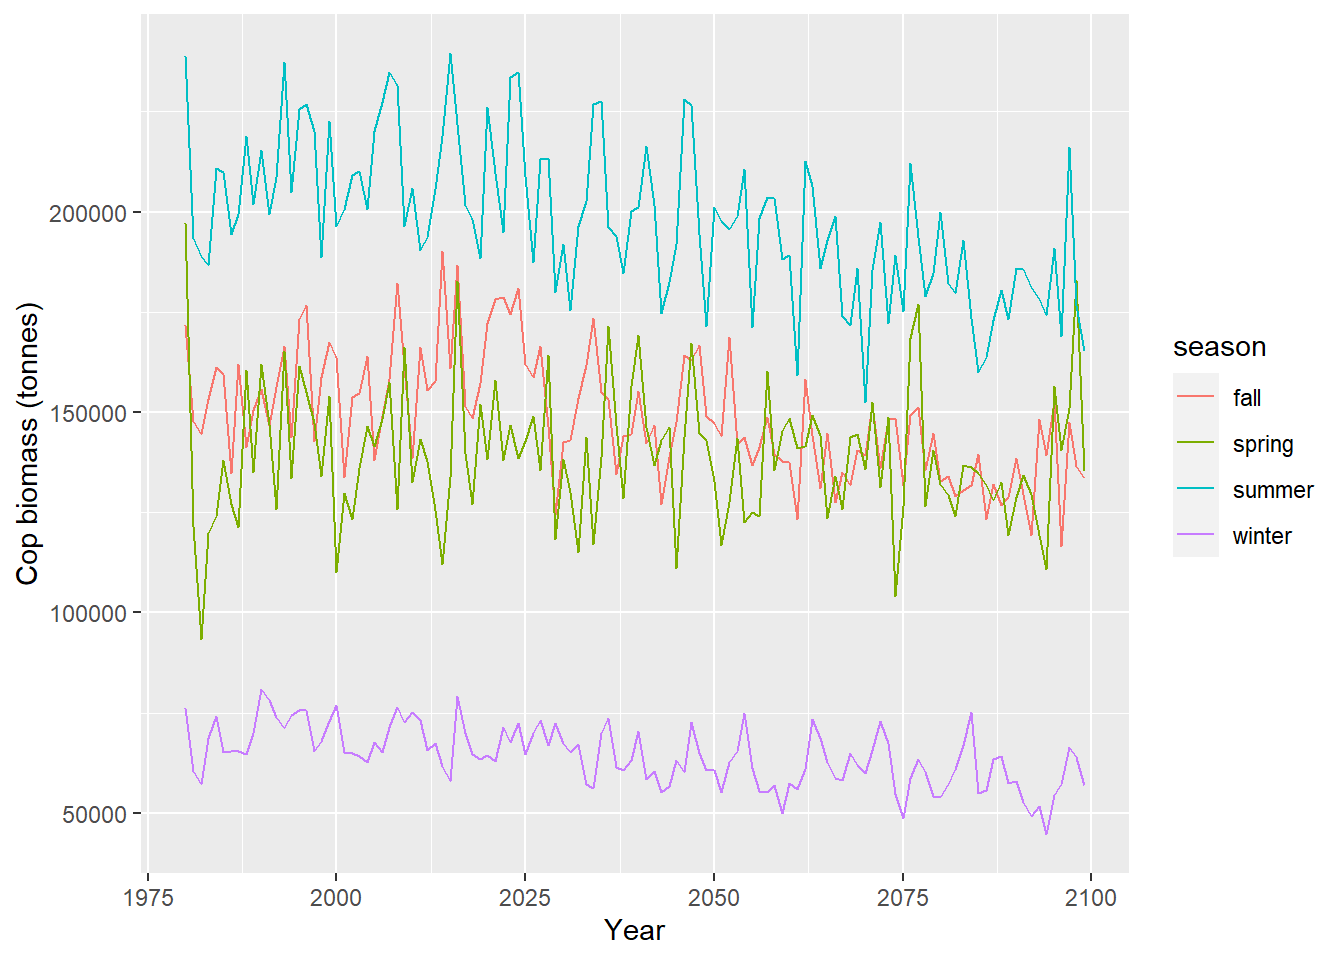 Cop biomass (tonnes)
200000
150000
100000
50000
1975 2000 2025 2050 2075 2100
Year
season
fall
spring
summer
winter